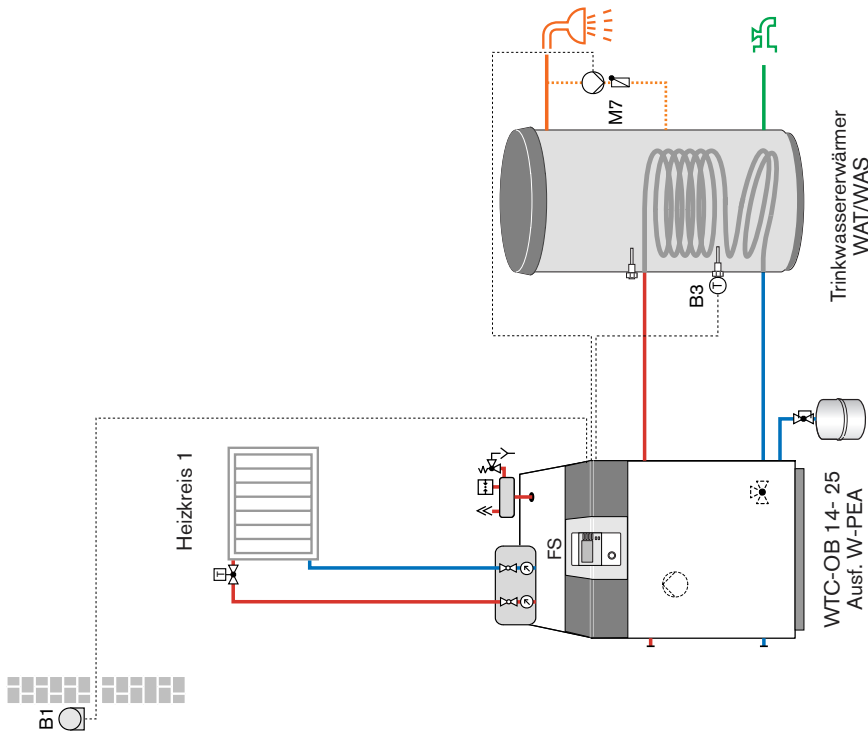 M7
Trinkwassererwärmer
WAT/WAS
B3
T
Heizkreis 1
T
FS
WTC-OB 14- 25
Ausf. W-PEA
B1